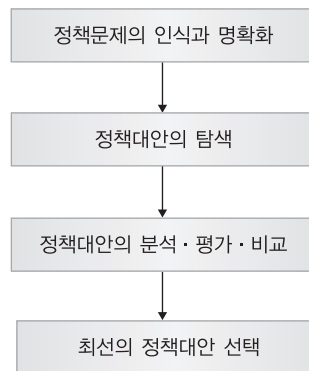 정책문제의 인식과 명확화
정책대안의 탐색
정책대안의 분석·평가·비교
최선의 정책대안 선택